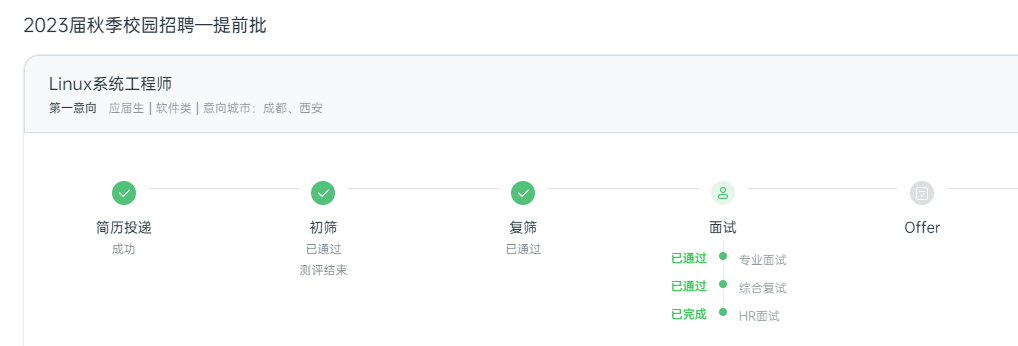 2023届秋季校园招聘—提前批
Linux系统工程师
第一意向 应届生 | 软件类 | 意向城市：成都、西安
简历投递 初筛 复筛 面试 Offer
成功 已通过 已通过
测评结束
已通过 专业面试
已通过 综合复试
已完成 HR面试